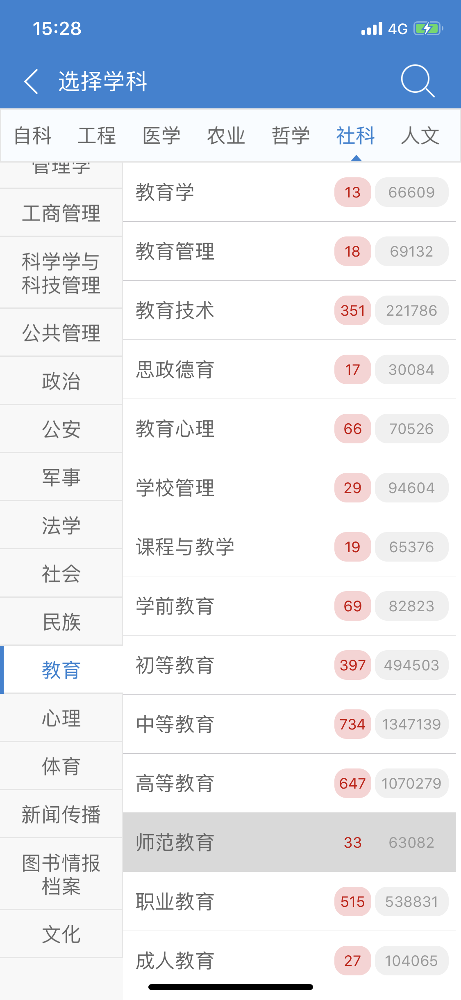 15:28
4G
选择学科
自科 工程 医学 农业 哲学 社科 人文
管理学
工商管理
科学学与
科技管理
公共管理
政治
公安
军事
法学
社会
民族
教育
心理
体育
新闻传播
图书情报
档案
文化
教育学 13 66609
教育管理 18 69132
教育技术 351 221786
思政德育 17 30084
教育心理 66 70526
学校管理 29 94604
课程与教学 19 65376
学前教育 69 82823
初等教育 397 494503
中等教育 734 1347139
高等教育 647 1070279
师范教育 33 63082
职业教育 515 538831
成人教育 27 104065